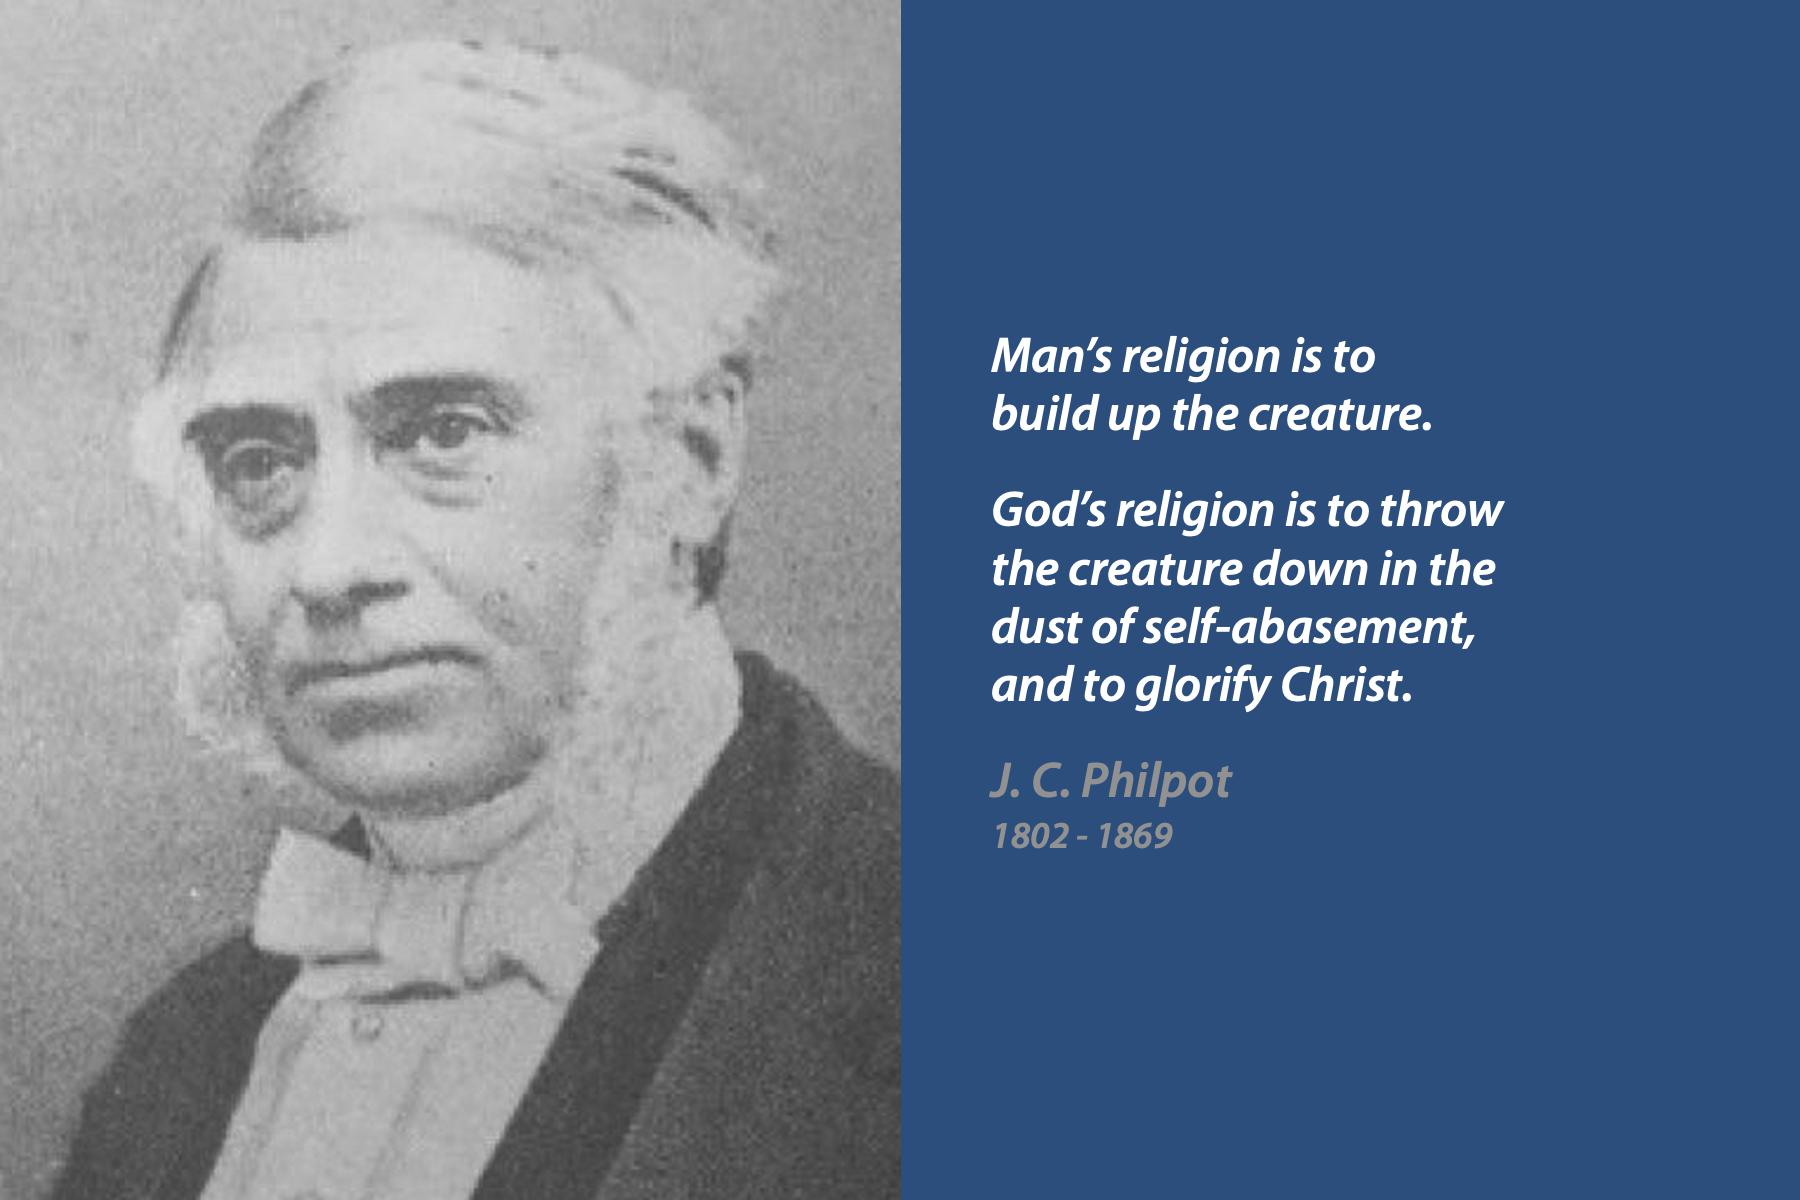 Man’s religion is to
build up the creature.
God’s religion is to throw
the creature down in the
dust of self-abasement,
and to glorify Christ.
J. C. Philpot
1802 - 1869